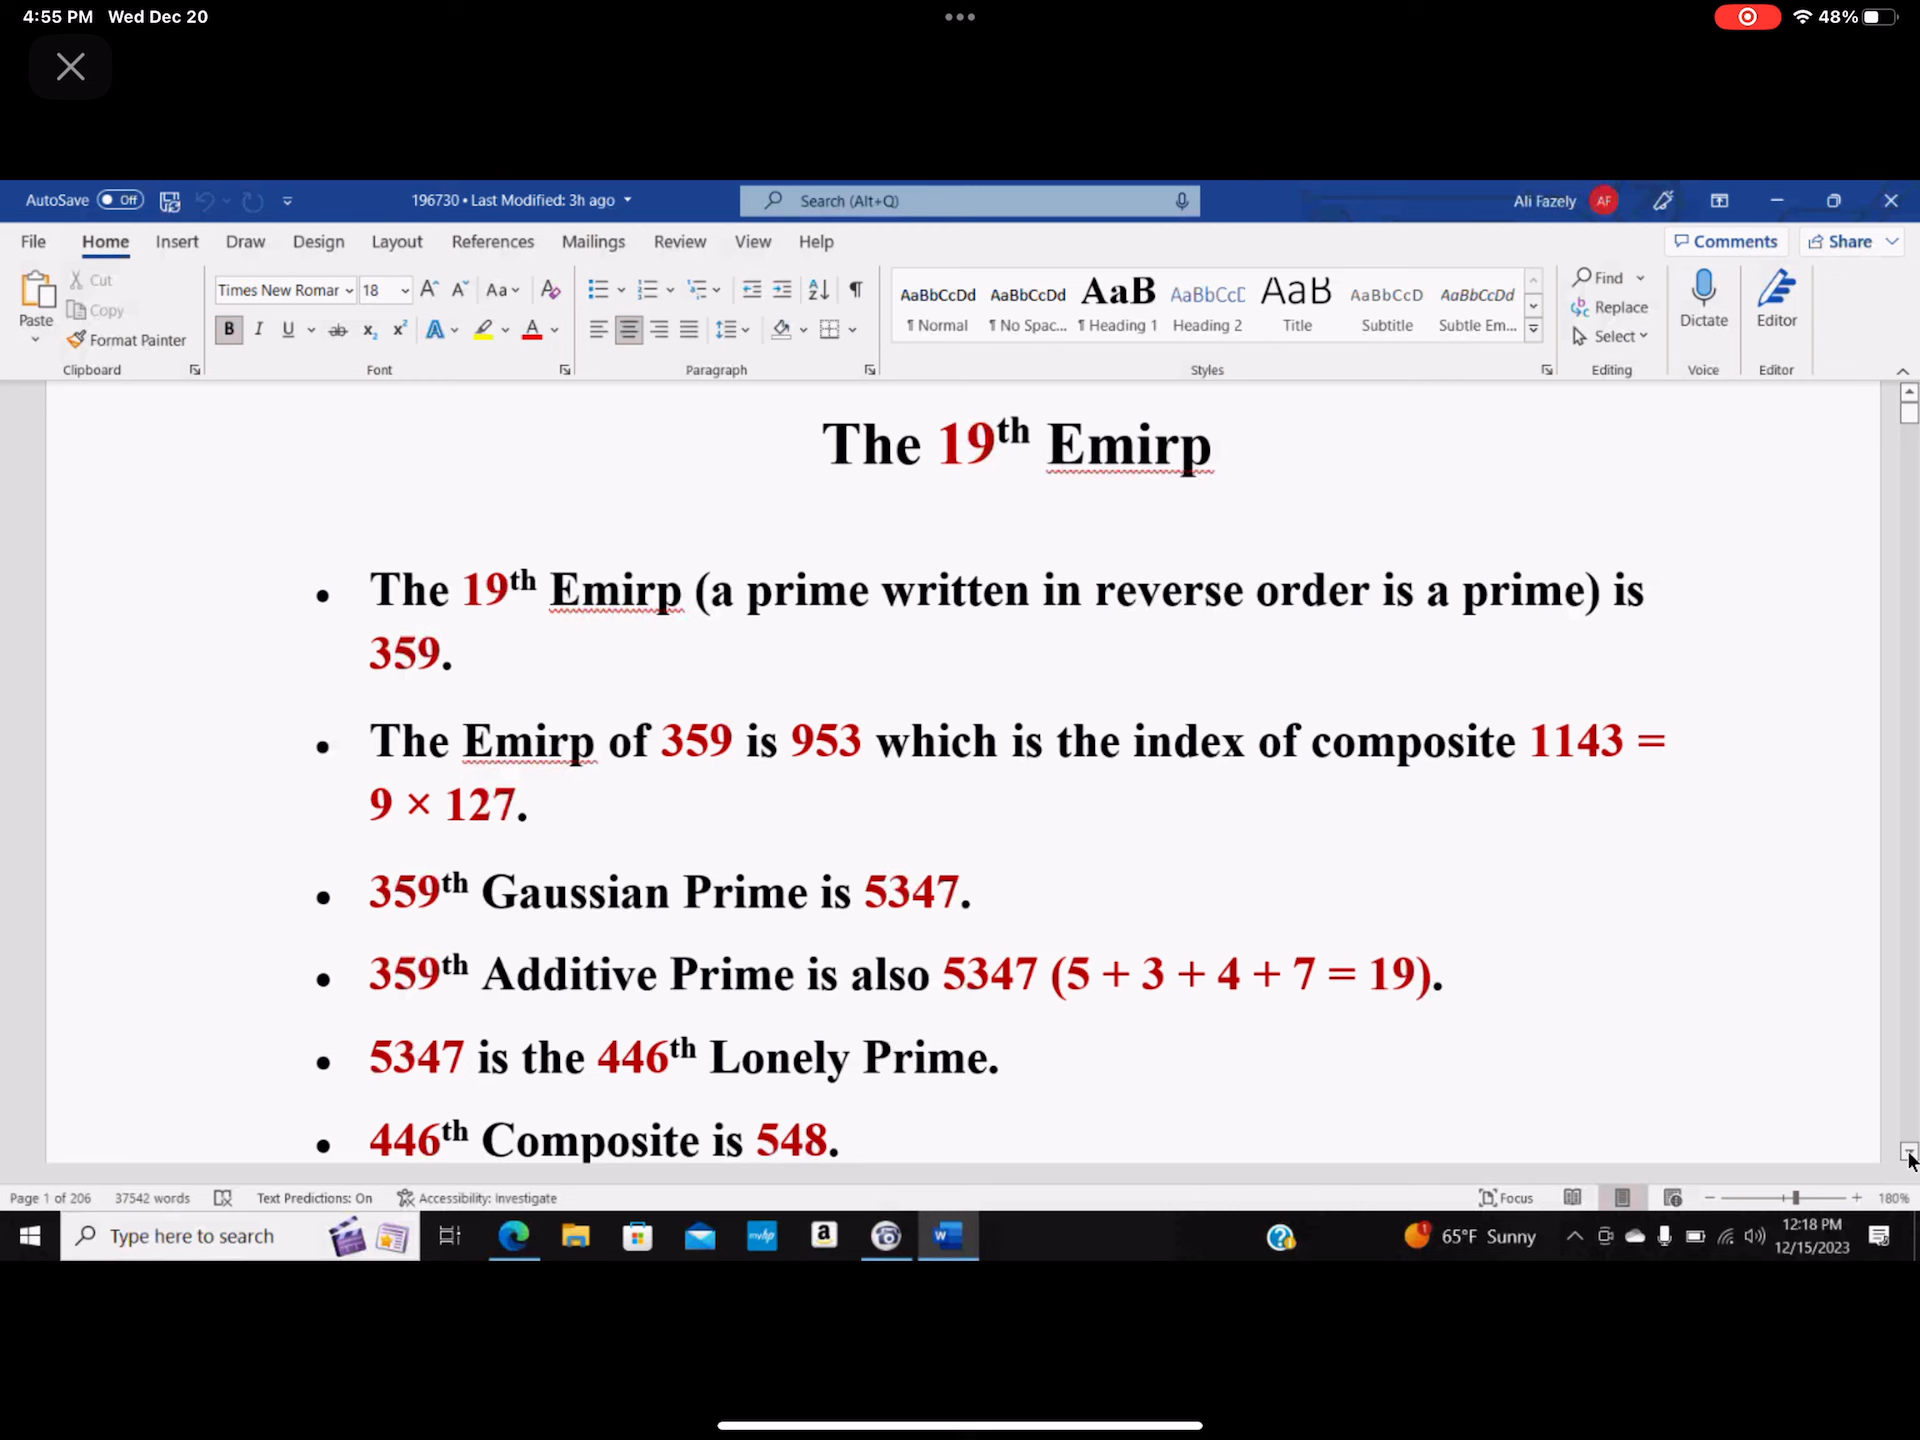 4:55 PM Wed Dec 20
48%
AutoSave Off 196730 • Last Modified: 3h ago Search (Alt+Q) Ali Fazely AF
File Home Insert Draw Design Layout References Mailings Review View Help Comments Share
Paste Cut Copy Format Painter Clipboard
Times New Romar 18 Aa B I U ab x₂ x² A A Font
Paragraph
AaBbCcDd AaBbCcDd AaB AaBbCcD AaB AaBbCcD AaBbCcDd
¶ Normal ¶ No Spac... ¶ Heading 1 Heading 2 Title Subtitle Subtle Em...
Styles
Find Replace Select Editing
Dictate Voice
Editor Editor
The 19th Emirp
• The 19th Emirp (a prime written in reverse order is a prime) is
359.
• The Emirp of 359 is 953 which is the index of composite 1143 =
9 × 127.
• 359th Gaussian Prime is 5347.
• 359th Additive Prime is also 5347 (5 + 3 + 4 + 7 = 19).
• 5347 is the 446th Lonely Prime.
• 446th Composite is 548.
Page 1 of 206 37542 words Text Predictions: On Accessibility: Investigate Focus 180%
Type here to search myhp a W 65°F Sunny 12:18 PM
12/15/2023